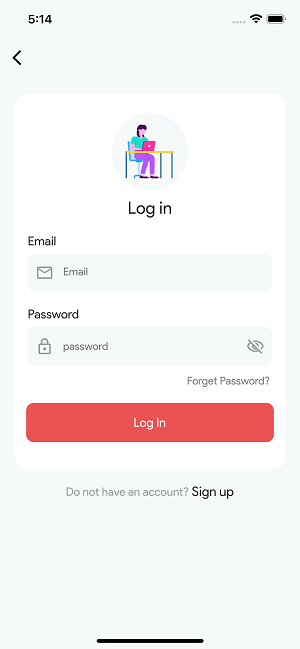 5:14
Log in
Email
Email
Password
password
Forget Password?
Log In
Do not have an account? Sign up